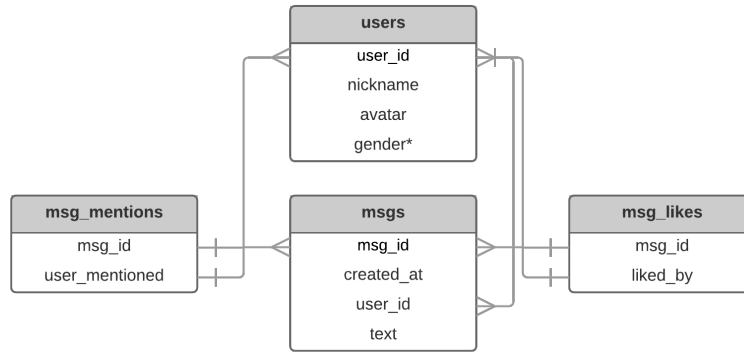 users
user_id
nickname
avatar
gender*
msg_mentions
msg_id
user_mentioned
msgs
msg_id
created_at
user_id
text
msg_likes
msg_id
liked_by